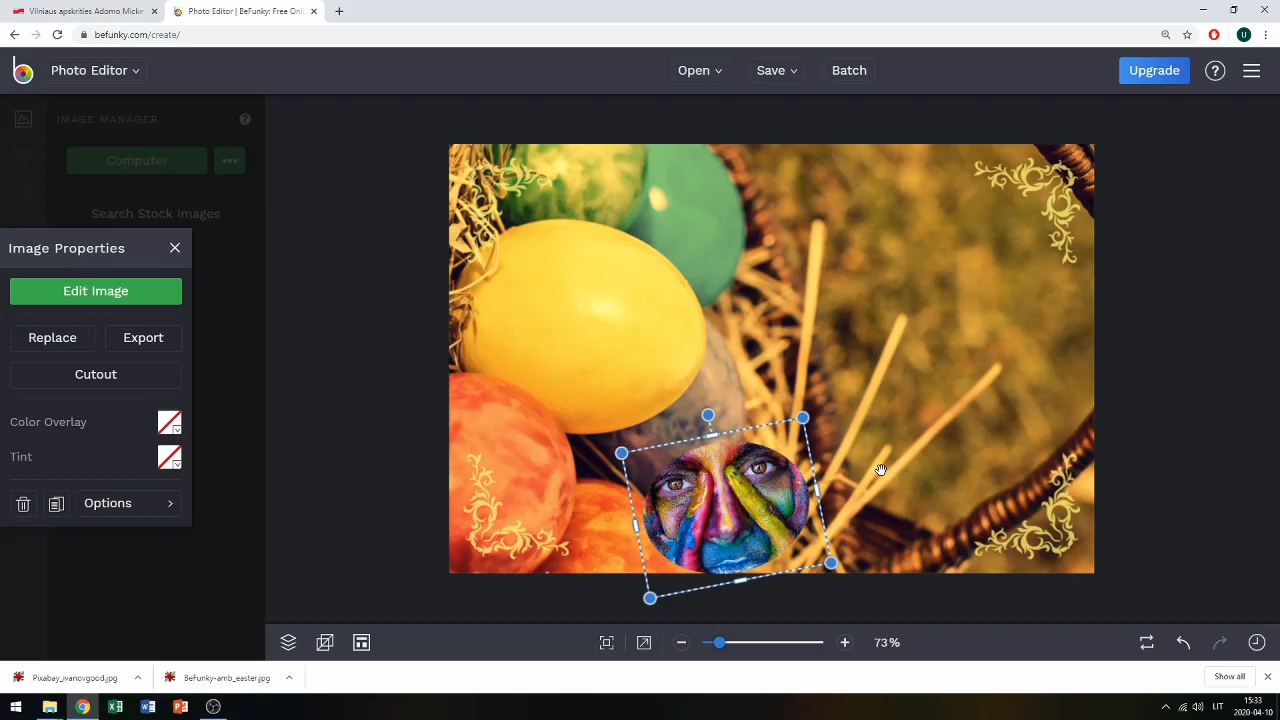 Vilniaus apskrities Adomo Micke
Photo Editor | BeFunky: Free Onl
befunky.com/create/
Photo Editor
Open
Save
Batch
Upgrade
?
IMAGE MANAGER
?
Computer
Search Stock Images
Image Properties
Edit Image
Replace
Export
Cutout
Color Overlay
Tint
Options
73%
Pixabay_ivanovgood.jpg
BeFunky-amb_easter.jpg
Show all
LIT
15:33
2020-04-10